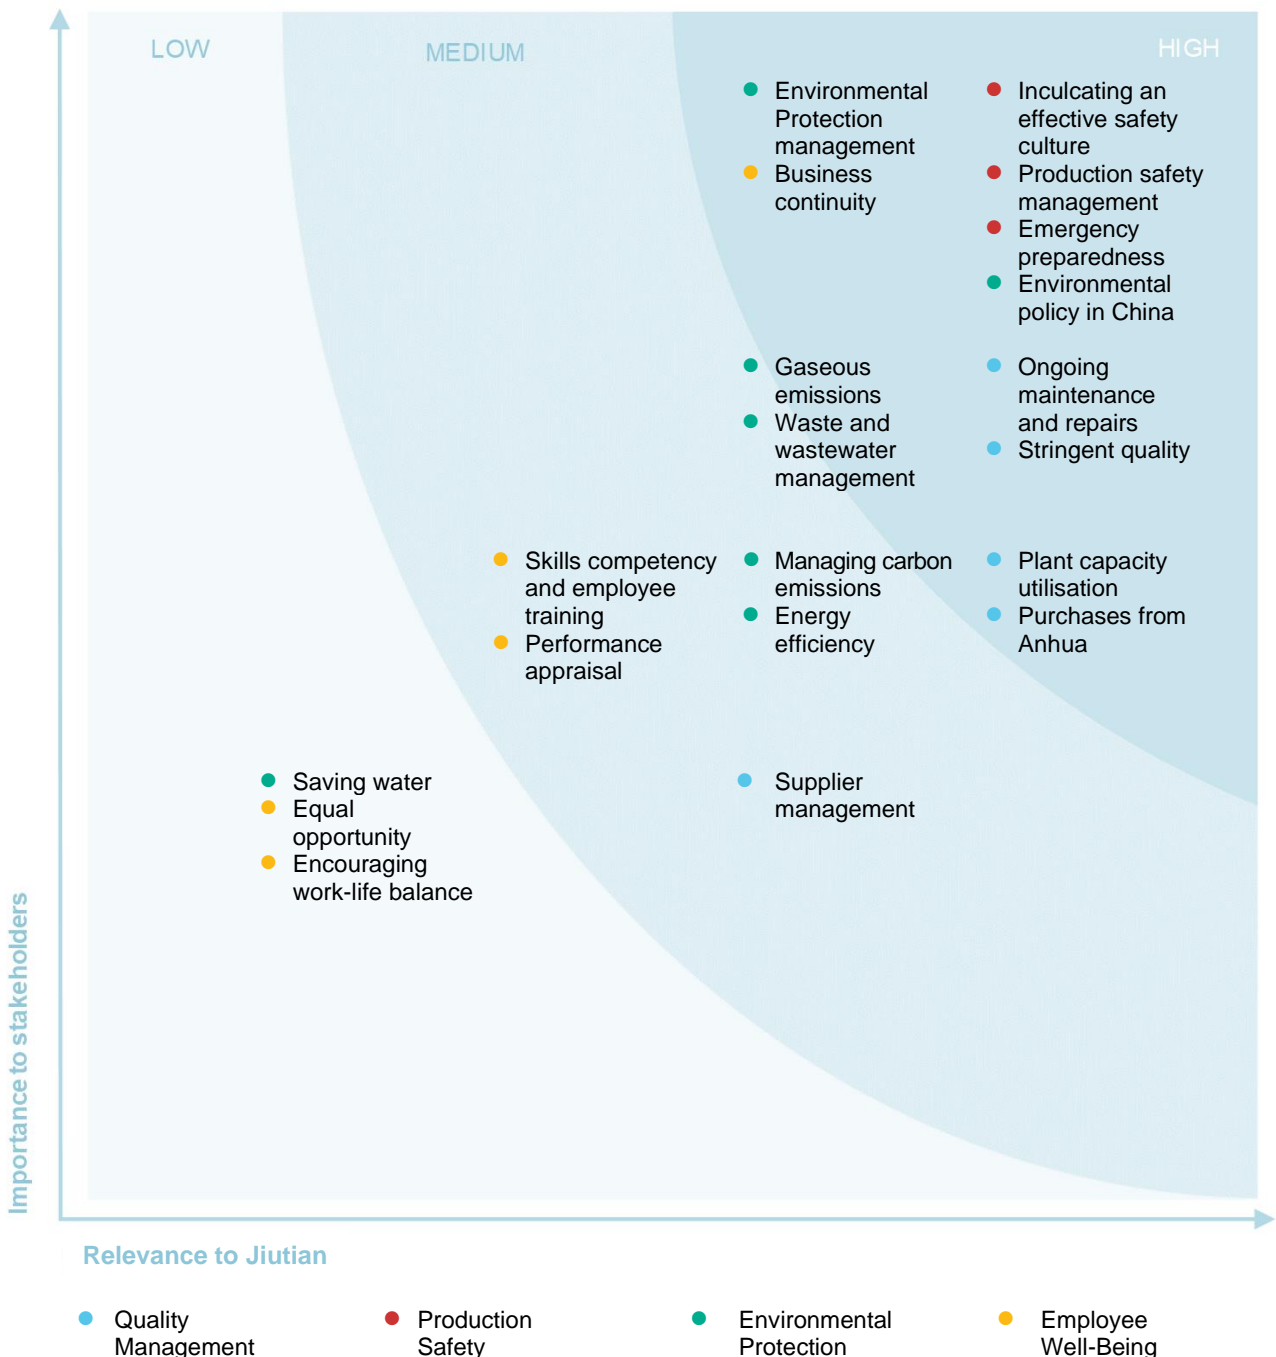 LOW
MEDIUM
HIGH
Environmental
Protection
management
Business
continuity
Inculcating an
effective safety
culture
Production safety
management
Emergency
preparedness
Environmental
policy in China
Gaseous
emissions
Waste and
wastewater
management
Ongoing
maintenance
and repairs
Stringent quality
Skills competency
and employee
training
Performance
appraisal
Managing carbon
emissions
Energy
efficiency
Plant capacity
utilisation
Purchases from
Anhua
Saving water
Equal
opportunity
Encouraging
work-life balance
Supplier
management
Importance to stakeholders
Relevance to Jiutian
Quality
Management
Production
Safety
Environmental
Protection
Employee
Well-Being